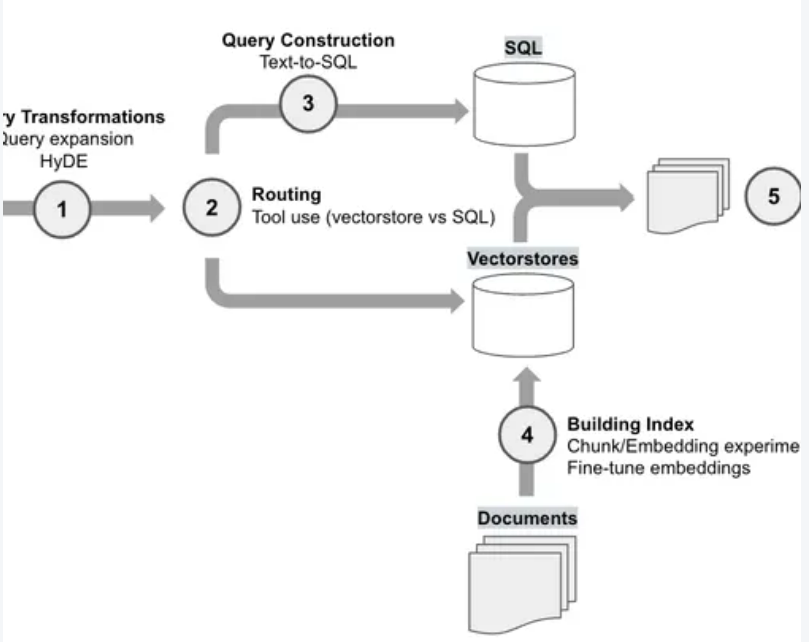 Query Construction
Text-to-SQL
3
SQL
ry Transformations
Query expansion
HyDE
1
2
Routing
Tool use (vectorstore vs SQL)
5
Vectorstores
4
Building Index
Chunk/Embedding experime
Fine-tune embeddings
Documents